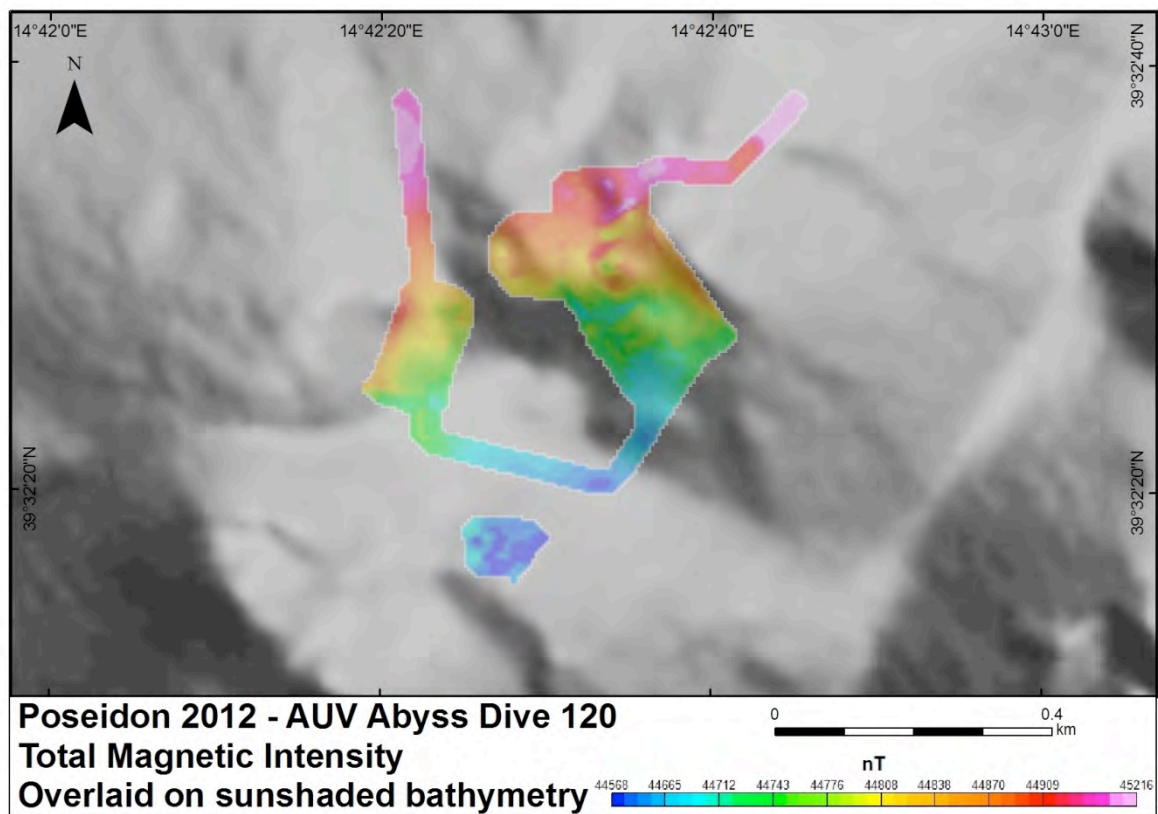 14°42'0"E 14°42'20"E 14°42'40"E 14°43'0"E
N
39°32'40"N
39°32'20"N 39°32'20"N
Poseidon 2012 - AUV Abyss Dive 120
Total Magnetic Intensity
Overlaid on sunshaded bathymetry
0 0.4
km
nT
44568 44665 44712 44743 44776 44808 44838 44870 44909 45216